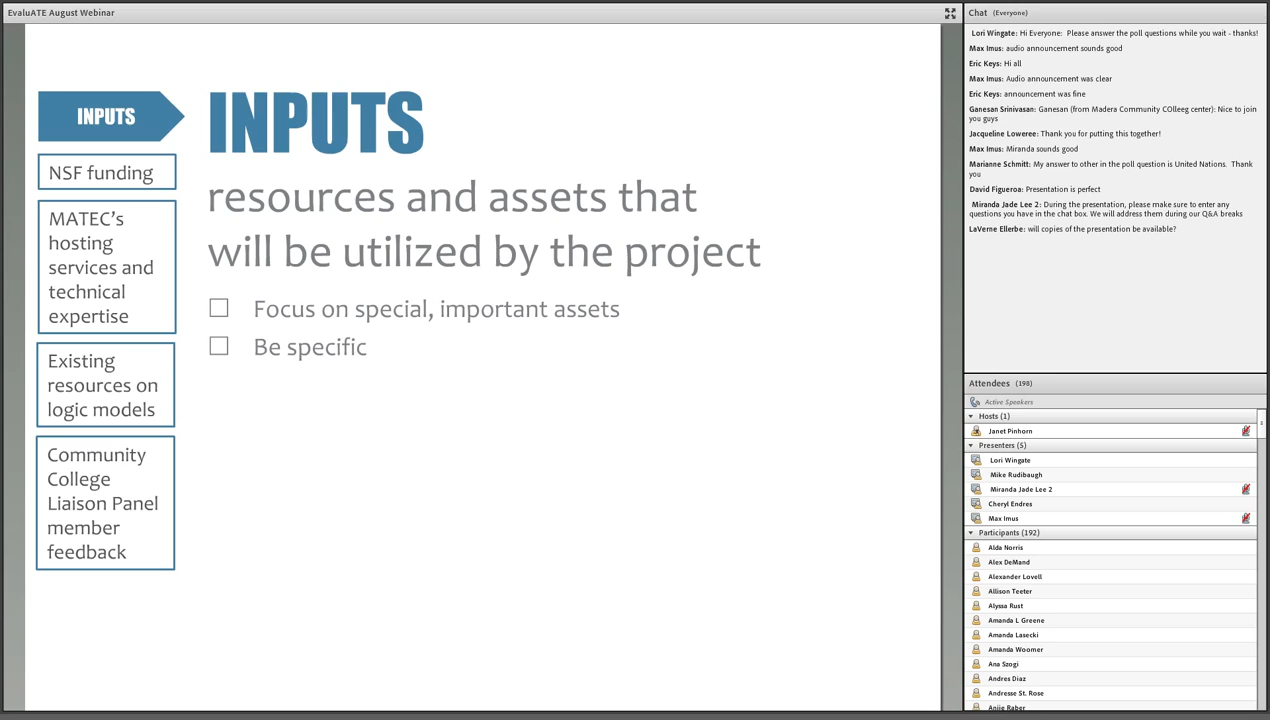 EvaluATE August Webinar
INPUTS
NSF funding
MATEC's
hosting
services and
technical
expertise
Existing
resources on
logic models
Community
College
Liaison Panel
member
feedback
INPUTS
resources and assets that
will be utilized by the project
Focus on special, important assets
Be specific
Chat (Everyone)
Lori Wingate: Hi Everyone: Please answer the poll questions while you wait - thanks!
Max Imus: audio announcement sounds good
Eric Keys: Hi all
Max Imus: Audio announcement was clear
Eric Keys: announcement was fine
Ganesan Srinivasan: Ganesan (from Madera Community COlleeg center): Nice to join
you guys
Jacqueline Loweree: Thank you for putting this together!
Max Imus: Miranda sounds good
Marianne Schmitt: My answer to other in the poll question is United Nations. Thank
you
David Figueroa: Presentation is perfect
Miranda Jade Lee 2: During the presentation, please make sure to enter any
questions you have in the chat box. We will address them during our Q&A breaks
LaVerne Ellerbe: will copies of the presentation be available?
Attendees (198)
Active Speakers
Hosts (1)
Janet Pinhorn
Presenters (5)
Lori Wingate
Mike Rudibaugh
Miranda Jade Lee 2
Cheryl Endres
Max Imus
Participants (192)
Alda Norris
Alex DeMand
Alexander Lovell
Allison Teeter
Alyssa Rust
Amanda L Greene
Amanda Lasecki
Amanda Woomer
Ana Szogi
Andres Diaz
Andresse St. Rose